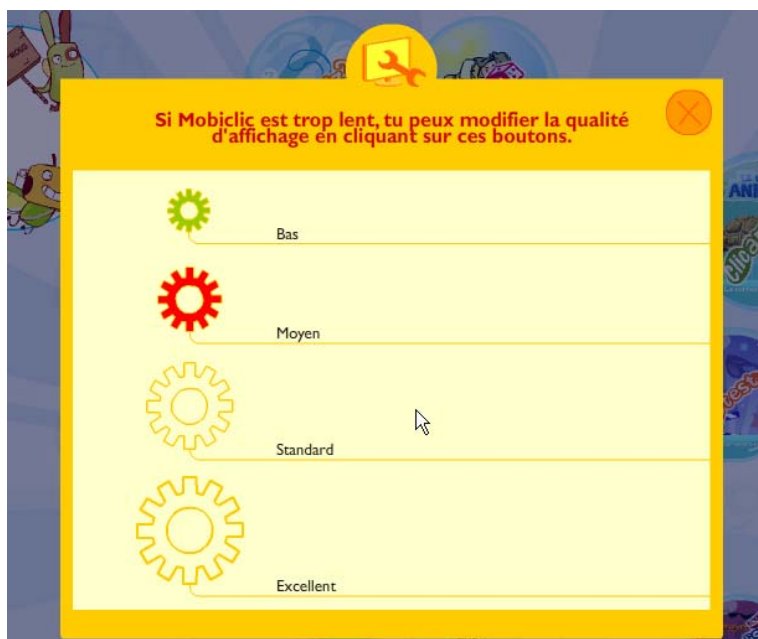 Si Mobiclic est trop lent, tu peux modifier la qualité
d'affichage en cliquant sur ces boutons.
Bas
Moyen
Standard
Excellent